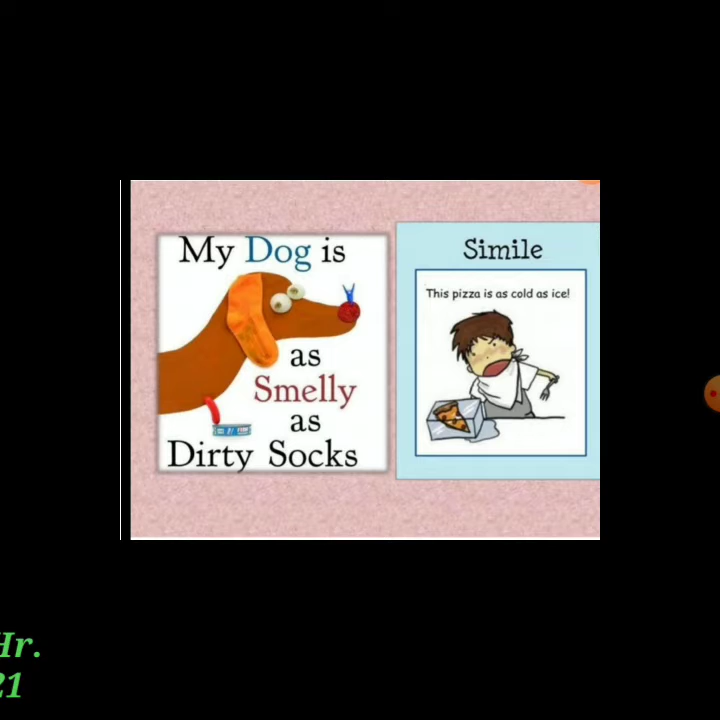 My Dog is
as
Smelly
as
Dirty Socks
Simile
This pizza is as cold as ice!
Hr.
21